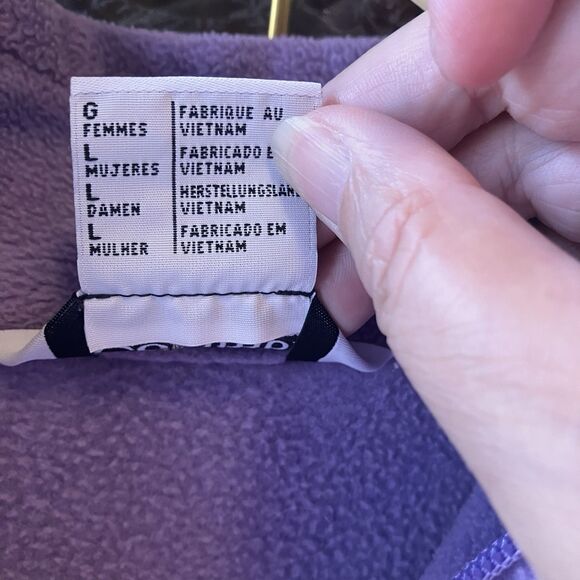 G
FEMMES
FABRIQUE AU
VIETNAM
L
MUJERES
FABRICADO
VIETNAM
L
DAMEN
VIETNAM
L
MULHER
FABRICADO EM
VIETNAM